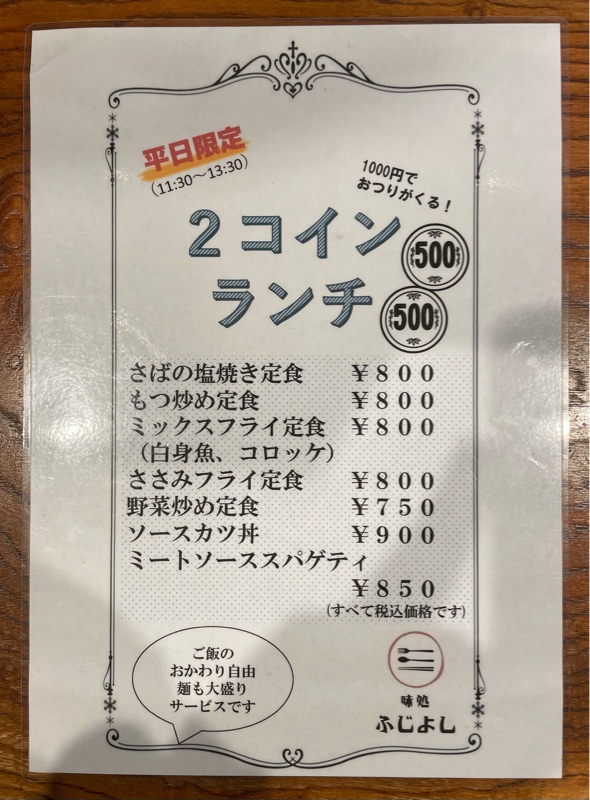 平日限定
（11:30～13:30）
1000円で
おつりがくる！
２コイン
ランチ
500
500
さばの塩焼き定食　￥８００
もつ炒め定食　￥８００
ミックスフライ定食　￥８００
（白身魚、コロッケ）
ささみフライ定食　￥８００
野菜炒め定食　￥７５０
ソースカツ丼　￥９００
ミートソーススパゲティ
￥８５０
(すべて税込価格です)
ご飯の
おかわり自由
麺も大盛り
サービスです
味処
ふじよし